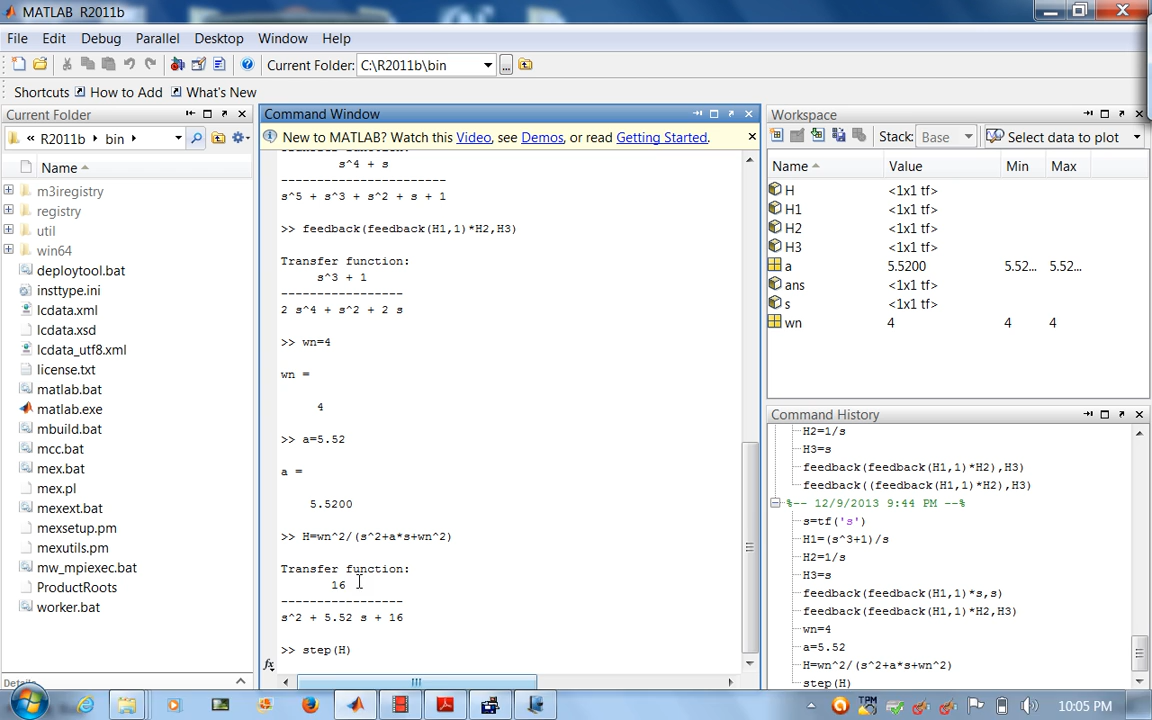 MATLAB R2011b
File Edit Debug Parallel Desktop Window Help
Current Folder: C:\R2011b\bin
Shortcuts How to Add What's New
Current Folder
« R2011b bin
Name
m3iregistry
registry
util
win64
deploytool.bat
insttype.ini
lcdata.xml
lcdata.xsd
lcdata_utf8.xml
license.txt
matlab.bat
matlab.exe
mbuild.bat
mcc.bat
mex.bat
mex.pl
mexext.bat
mexsetup.pm
mexutils.pm
mw_mpiexec.bat
ProductRoots
worker.bat
Details
Command Window
New to MATLAB? Watch this Video, see Demos, or read Getting Started.
Transfer function:
s^4 + s
-----------------------
s^5 + s^3 + s^2 + s + 1
>> feedback(feedback(H1,1)*H2,H3)
Transfer function:
s^3 + 1
-----------------
2 s^4 + s^2 + 2 s
>> wn=4
wn =
4
>> a=5.52
a =
5.5200
>> H=wn^2/(s^2+a*s+wn^2)
Transfer function:
16
-----------------
s^2 + 5.52 s + 16
>> step(H)
fx
Workspace
Stack: Base Select data to plot
Name Value Min Max
H <1x1 tf>
H1 <1x1 tf>
H2 <1x1 tf>
H3 <1x1 tf>
a 5.5200 5.52... 5.52...
ans <1x1 tf>
s <1x1 tf>
wn 4 4 4
Command History
H2=1/s
H3=s
feedback(feedback(H1,1)*H2),H3)
feedback((feedback(H1,1)*H2),H3)
%-- 12/9/2013 9:44 PM --%
s=tf('s')
H1=(s^3+1)/s
H2=1/s
H3=s
feedback(feedback(H1,1)*s,s)
feedback(feedback(H1,1)*H2,H3)
wn=4
a=5.52
H=wn^2/(s^2+a*s+wn^2)
step(H)
10:05 PM